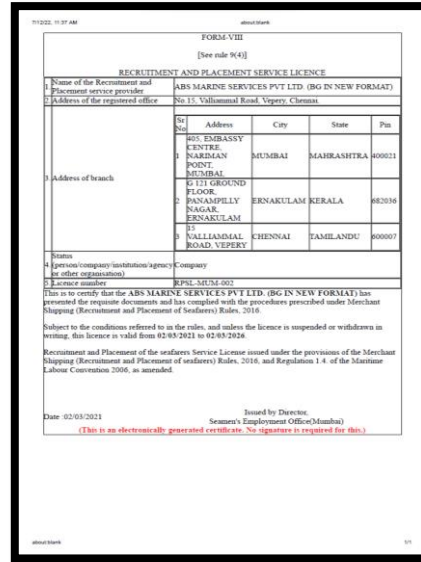 7/12/22, 11:37 AM about:blank
FORM-VIII
[See rule 9(4)]
RECRUITMENT AND PLACEMENT SERVICE LICENCE
1. Name of the Recruitment and Placement service provider ABS MARINE SERVICES PVT LTD. (BG IN NEW FORMAT)
2. Address of the registered office No.15, Valliammal Road, Vepery, Chennai.
3. Address of branch
Sr No Address City State Pin
1 405, EMBASSY CENTRE, NARIMAN POINT, MUMBAI, MUMBAI MAHRASHTRA 400021
2 G 121 GROUND FLOOR, PANAMPILLY NAGAR, ERNAKULAM ERNAKULAM KERALA 682036
3 15 VALLIAMMAL ROAD, VEPERY CHENNAI TAMILANDU 600007
4. Status (person/company/institution/agency or other organisation) Company
5. Licence number RPSL-MUM-002
This is to certify that the ABS MARINE SERVICES PVT LTD. (BG IN NEW FORMAT) has
presented the requisite documents and has complied with the procedures prescribed under Merchant
Shipping (Recruitment and Placement of Seafarers) Rules, 2016.
Subject to the conditions referred to in the rules, and unless the licence is suspended or withdrawn in
writing, this licence is valid from 02/03/2021 to 02/03/2026.
Recruitment and Placement of the seafarers Service License issued under the provisions of the Merchant
Shipping (Recruitment and Placement of seafarers) Rules, 2016, and Regulation 1.4. of the Maritime
Labour Convention 2006, as amended.
Date :02/03/2021
Issued by Director,
Seamen's Employment Office(Mumbai)
(This is an electronically generated certificate. No signature is required for this.)
about:blank 1/1